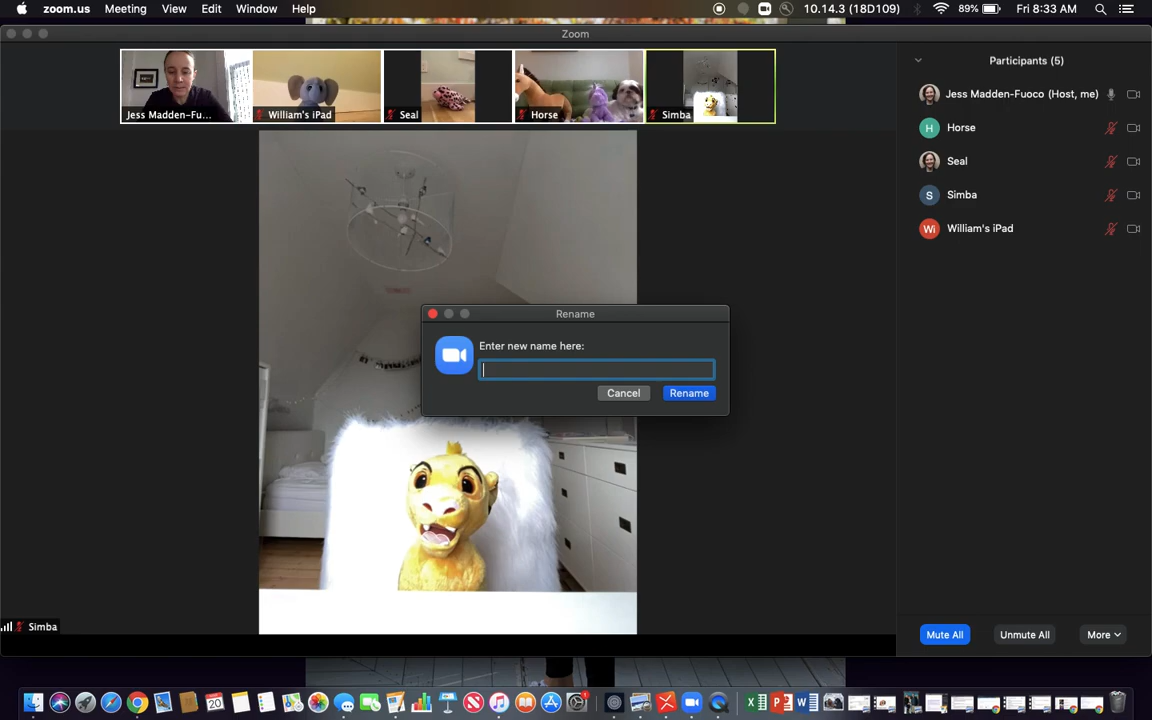 zoom.us Meeting View Edit Window Help 10.14.3 (18D109) 89% Fri 8:33 AM
Zoom
Jess Madden-Fu... William's iPad Seal Horse Simba
Participants (5)
Jess Madden-Fuoco (Host, me)
H Horse
Seal
S Simba
Wi William's iPad
Rename
Enter new name here:
Cancel Rename
Simba
Mute All Unmute All More
20